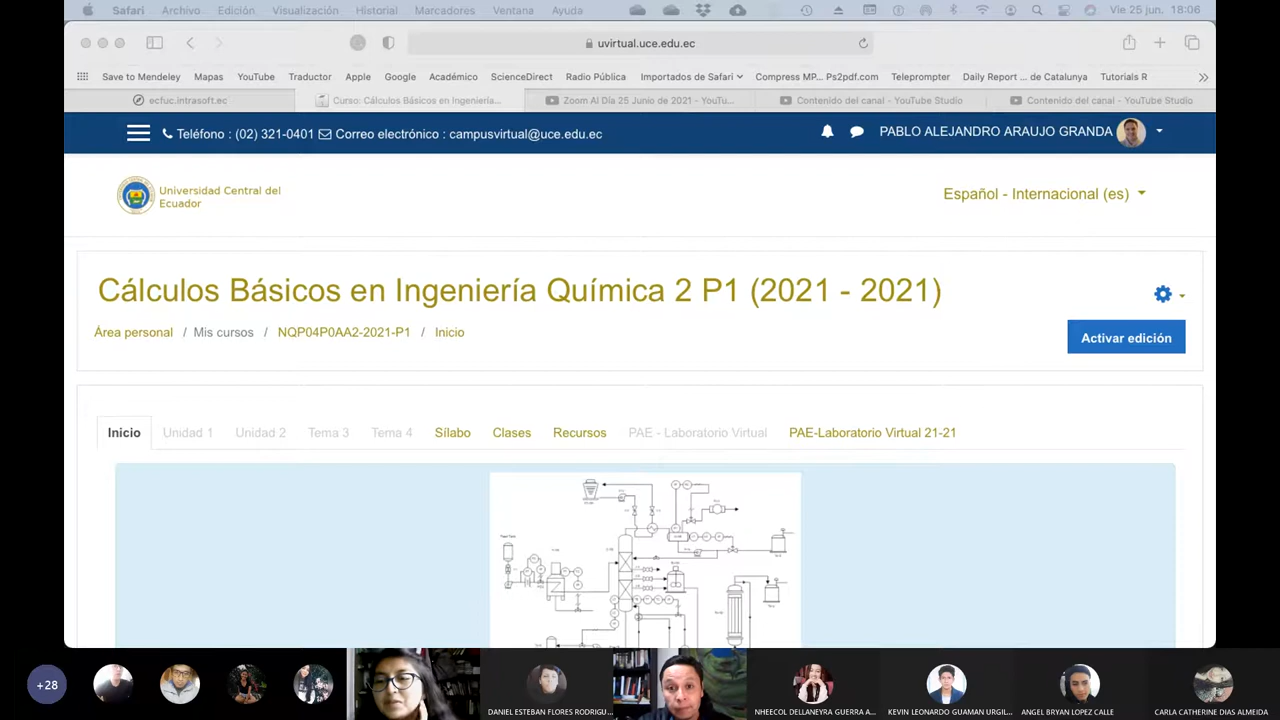 Safari Archivo Edición Visualización Historial Marcadores Ventana Ayuda Vie 25 jun. 18:06
uvirtual.uce.edu.ec
Save to Mendeley Mapas YouTube Traductor Apple Google Académico ScienceDirect Radio Pública Importados de Safari Compress MP... Ps2pdf.com Teleprompter Daily Report ... de Catalunya Tutorials R
ecfuc.intrasoft.ec Curso: Cálculos Básicos en Ingeniería... Zoom Al Día 25 Junio de 2021 - YouTu... Contenido del canal - YouTube Studio Contenido del canal - YouTube Studio
Teléfono : (02) 321-0401 Correo electrónico : campusvirtual@uce.edu.ec PABLO ALEJANDRO ARAUJO GRANDA
Universidad Central del
Ecuador
Español - Internacional (es)
Cálculos Básicos en Ingeniería Química 2 P1 (2021 - 2021)
Área personal / Mis cursos / NQP04P0AA2-2021-P1 / Inicio
Activar edición
Inicio Unidad 1 Unidad 2 Tema 3 Tema 4 Sílabo Clases Recursos PAE - Laboratorio Virtual PAE-Laboratorio Virtual 21-21
+28
DANIEL ESTEBAN FLORES RODRIGU... NHEECOL DELLANEYRA GUERRA A... KEVIN LEONARDO GUAMAN URGIL... ANGEL BRYAN LOPEZ CALLE CARLA CATHERINE DIAS ALMEIDA